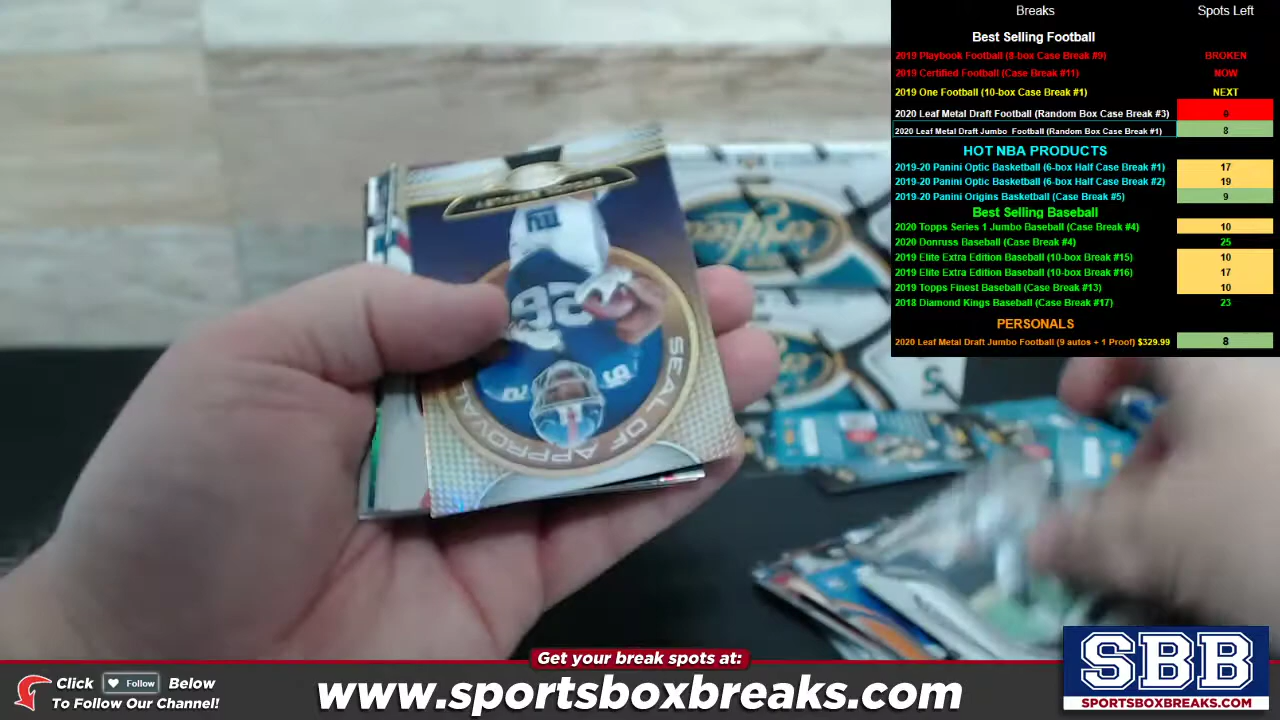 Breaks Spots Left
Best Selling Football
2019 Playbook Football (8-box Case Break #9) BROKEN
2019 Certified Football (Case Break #11) NOW
2019 One Football (10-box Case Break #1) NEXT
2020 Leaf Metal Draft Football (Random Box Case Break #3)
2020 Leaf Metal Draft Jumbo Football (Random Box Case Break #1) 8
HOT NBA PRODUCTS
2019-20 Panini Optic Basketball (6-box Half Case Break #1) 17
2019-20 Panini Optic Basketball (6-box Half Case Break #2) 19
2019-20 Panini Origins Basketball (Case Break #5) 9
Best Selling Baseball
2020 Topps Series 1 Jumbo Baseball (Case Break #4) 10
2020 Donruss Baseball (Case Break #4) 25
2019 Elite Extra Edition Baseball (10-box Break #15) 10
2019 Elite Extra Edition Baseball (10-box Break #16) 17
2019 Topps Finest Baseball (Case Break #13) 10
2018 Diamond Kings Baseball (Case Break #17) 23
PERSONALS
2020 Leaf Metal Draft Jumbo Football (9 autos + 1 Proof) $329.99 8
ny
26
26
SEAL OF APPROVAL
Certified
Get your break spots at:
Click Follow Below
To Follow Our Channel!
www.sportsboxbreaks.com
SBB
SPORTSBOXBREAKS.COM